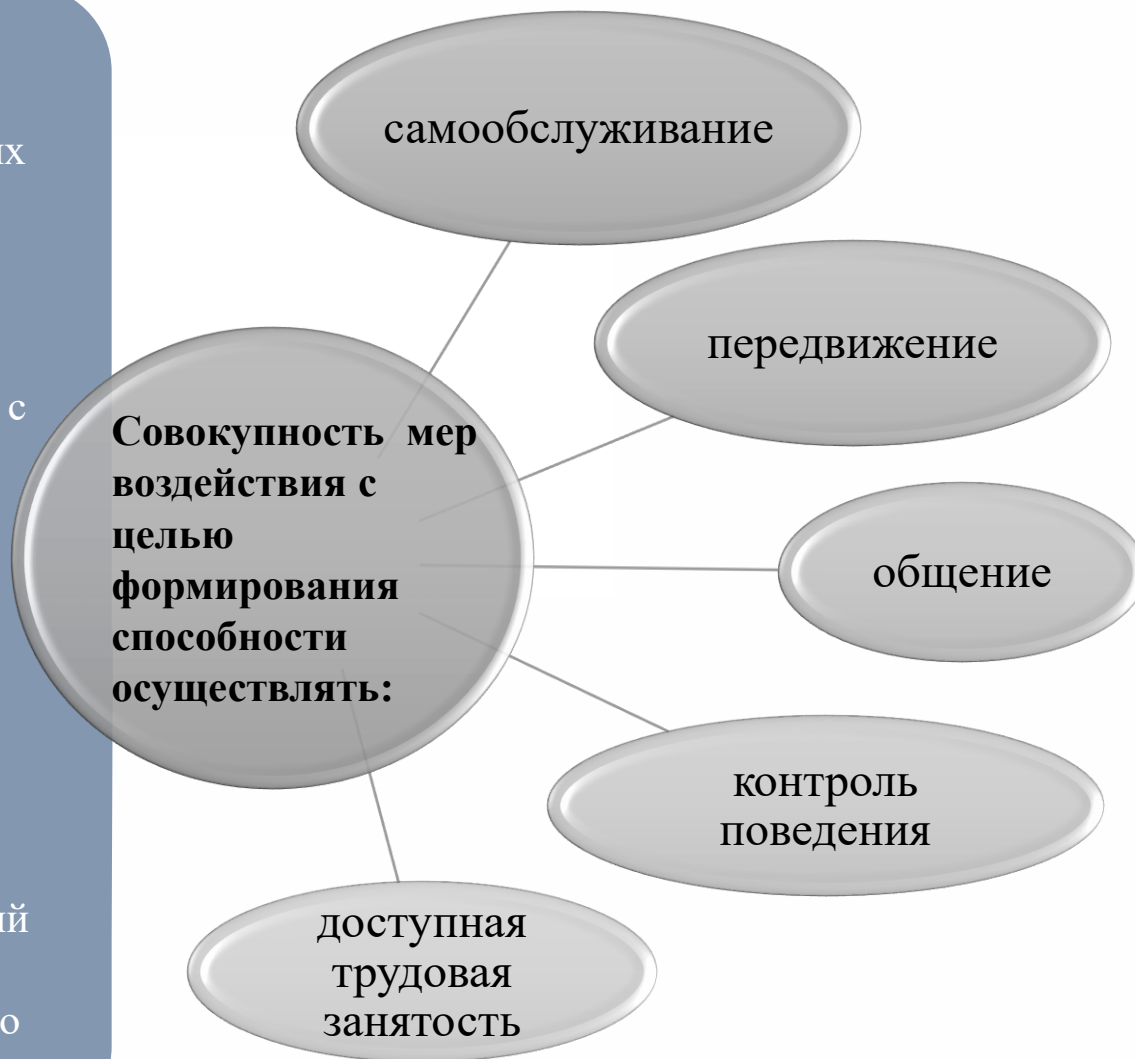 самообслуживание
передвижение
Совокупность мер
воздействия с
целью
формирования
способности
осуществлять:
общение
контроль
поведения
доступная
трудовая
занятость
с